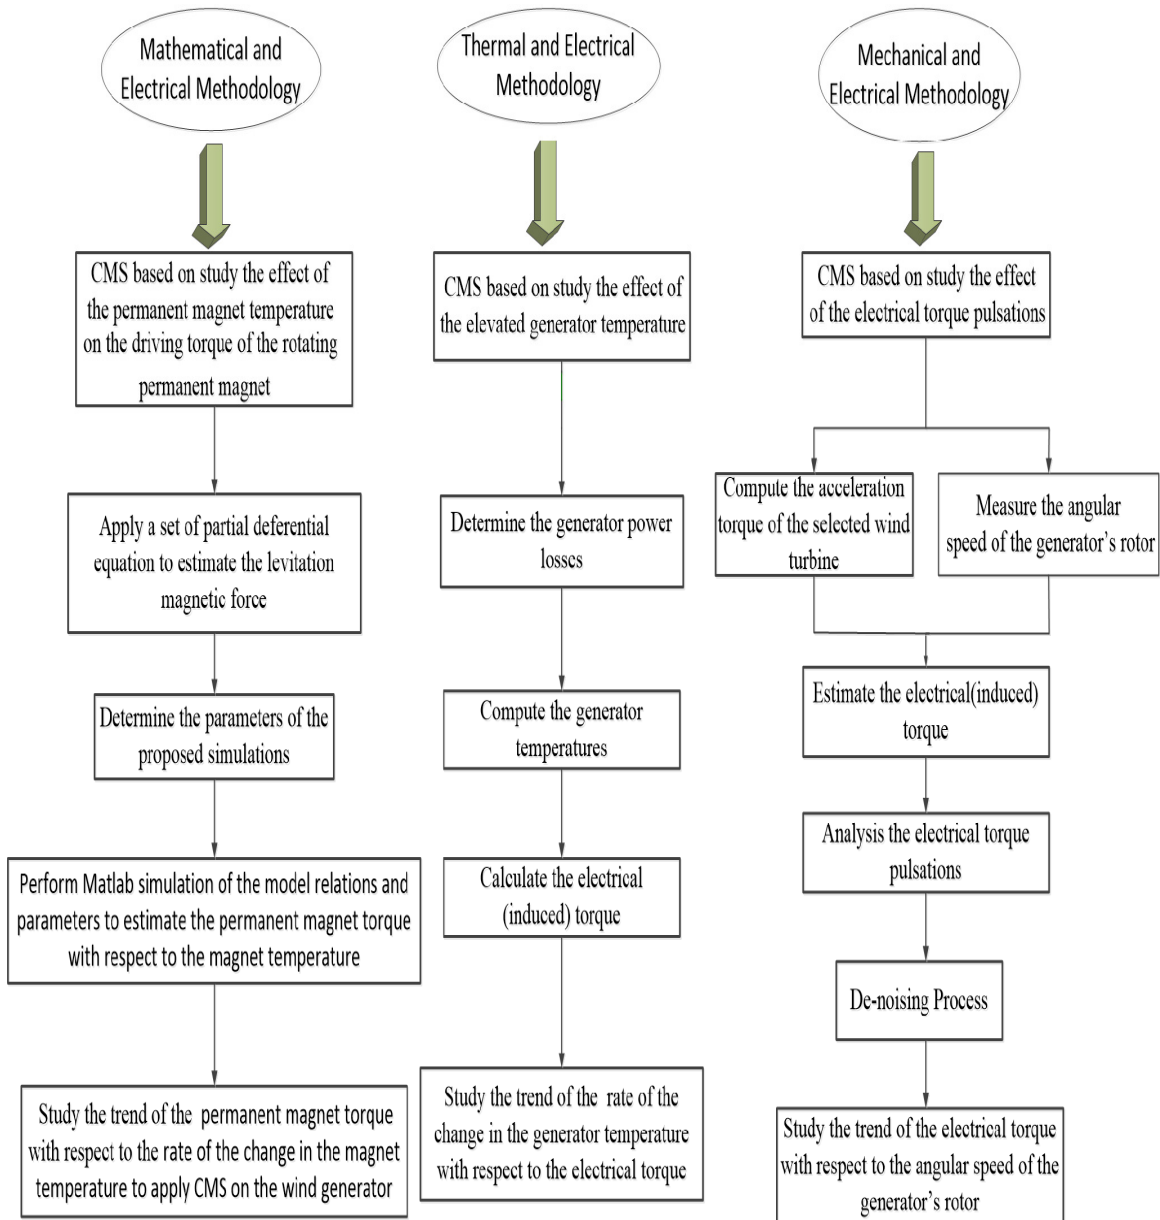 Mathematical and
Electrical Methodology
CMS based on study the effect of
the permanent magnet temperature
on the driving torque of the rotating
permanent magnet
Apply a set of partial deferential
equation to estimate the levitation
magnetic force
Determine the parameters of the
proposed simulations
Perform Matlab simulation of the model relations and
parameters to estimate the permanent magnet torque
with respect to the magnet temperature
Study the trend of the permanent magnet torque
with respect to the rate of the change in the magnet
temperature to apply CMS on the wind generator
Thermal and Electrical
Methodology
CMS based on study the effect of
the elevated generator temperature
Determine the generator power
losses
Compute the generator
temperatures
Calculate the electrical
(induced) torque
Study the trend of the rate of the
change in the generator temperature
with respect to the electrical torque
Mechanical and
Electrical Methodology
CMS based on study the effect
of the electrical torque pulsations
Compute the acceleration
torque of the selected wind
turbine
Measure the angular
speed of the generator’s rotor
Estimate the electrical(induced)
torque
Analysis the electrical torque
pulsations
De-noising Process
Study the trend of the electrical torque
with respect to the angular speed of the
generator’s rotor